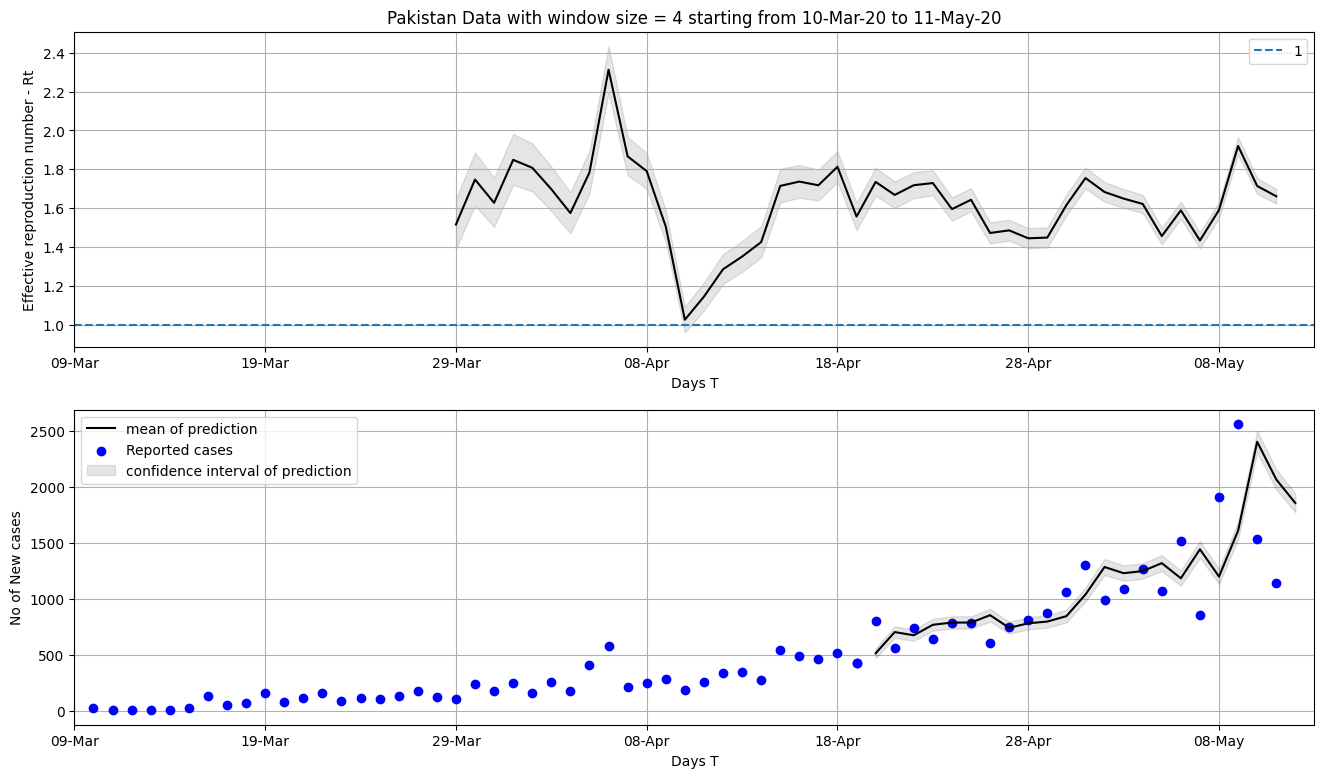 Pakistan Data with window size = 4 starting from 10-Mar-20 to 11-May-20
Effective reproduction number - Rt
2.4
2.2
2.0
1.8
1.6
1.4
1.2
1.0
1
09-Mar
19-Mar
29-Mar
08-Apr
18-Apr
28-Apr
08-May
Days T
No of New cases
2500
2000
1500
1000
500
0
mean of prediction
Reported cases
confidence interval of prediction
09-Mar
19-Mar
29-Mar
08-Apr
18-Apr
28-Apr
08-May
Days T